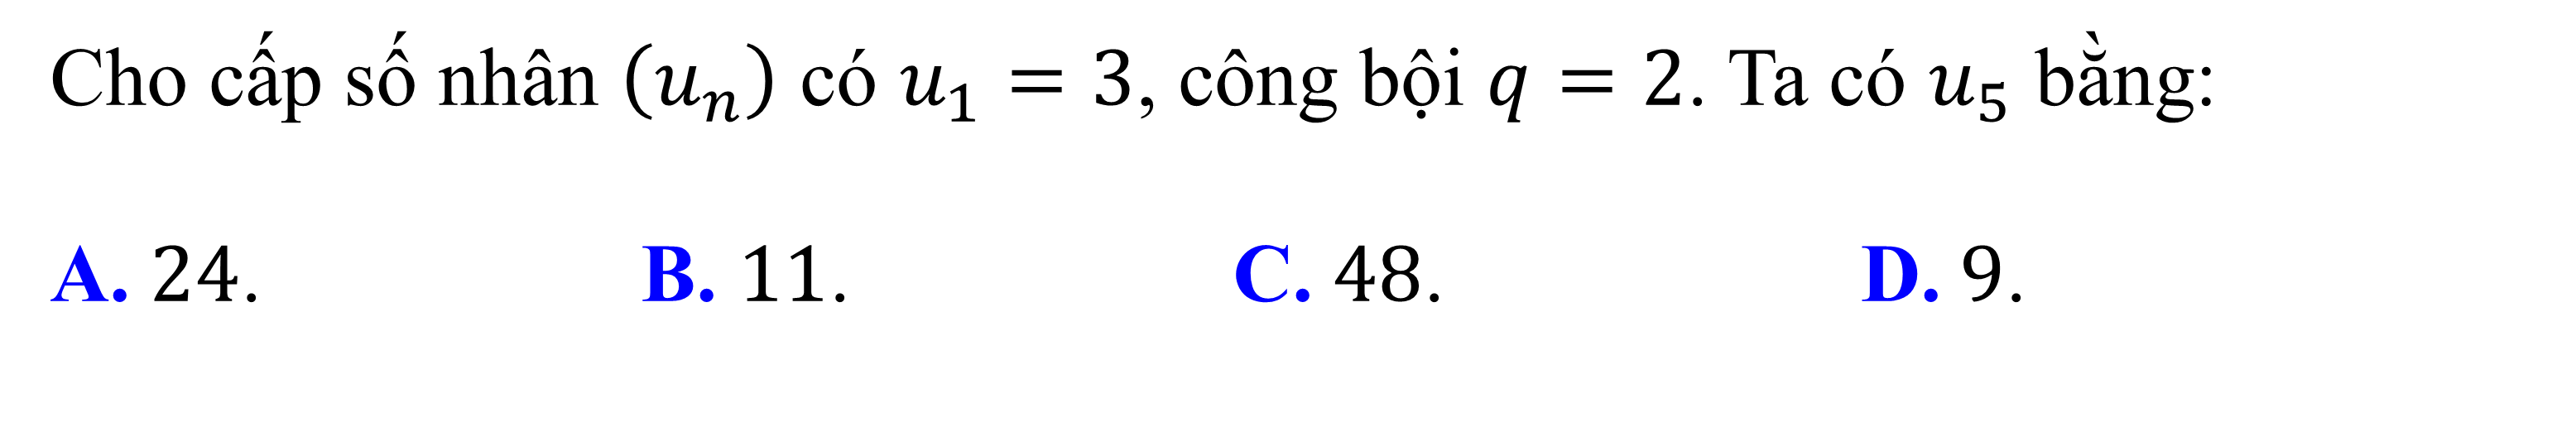 Cho cấp số nhân (uₙ) có u₁ = 3, công bội q = 2. Ta có u₅ bằng:
A. 24. B. 11. C. 48. D. 9.